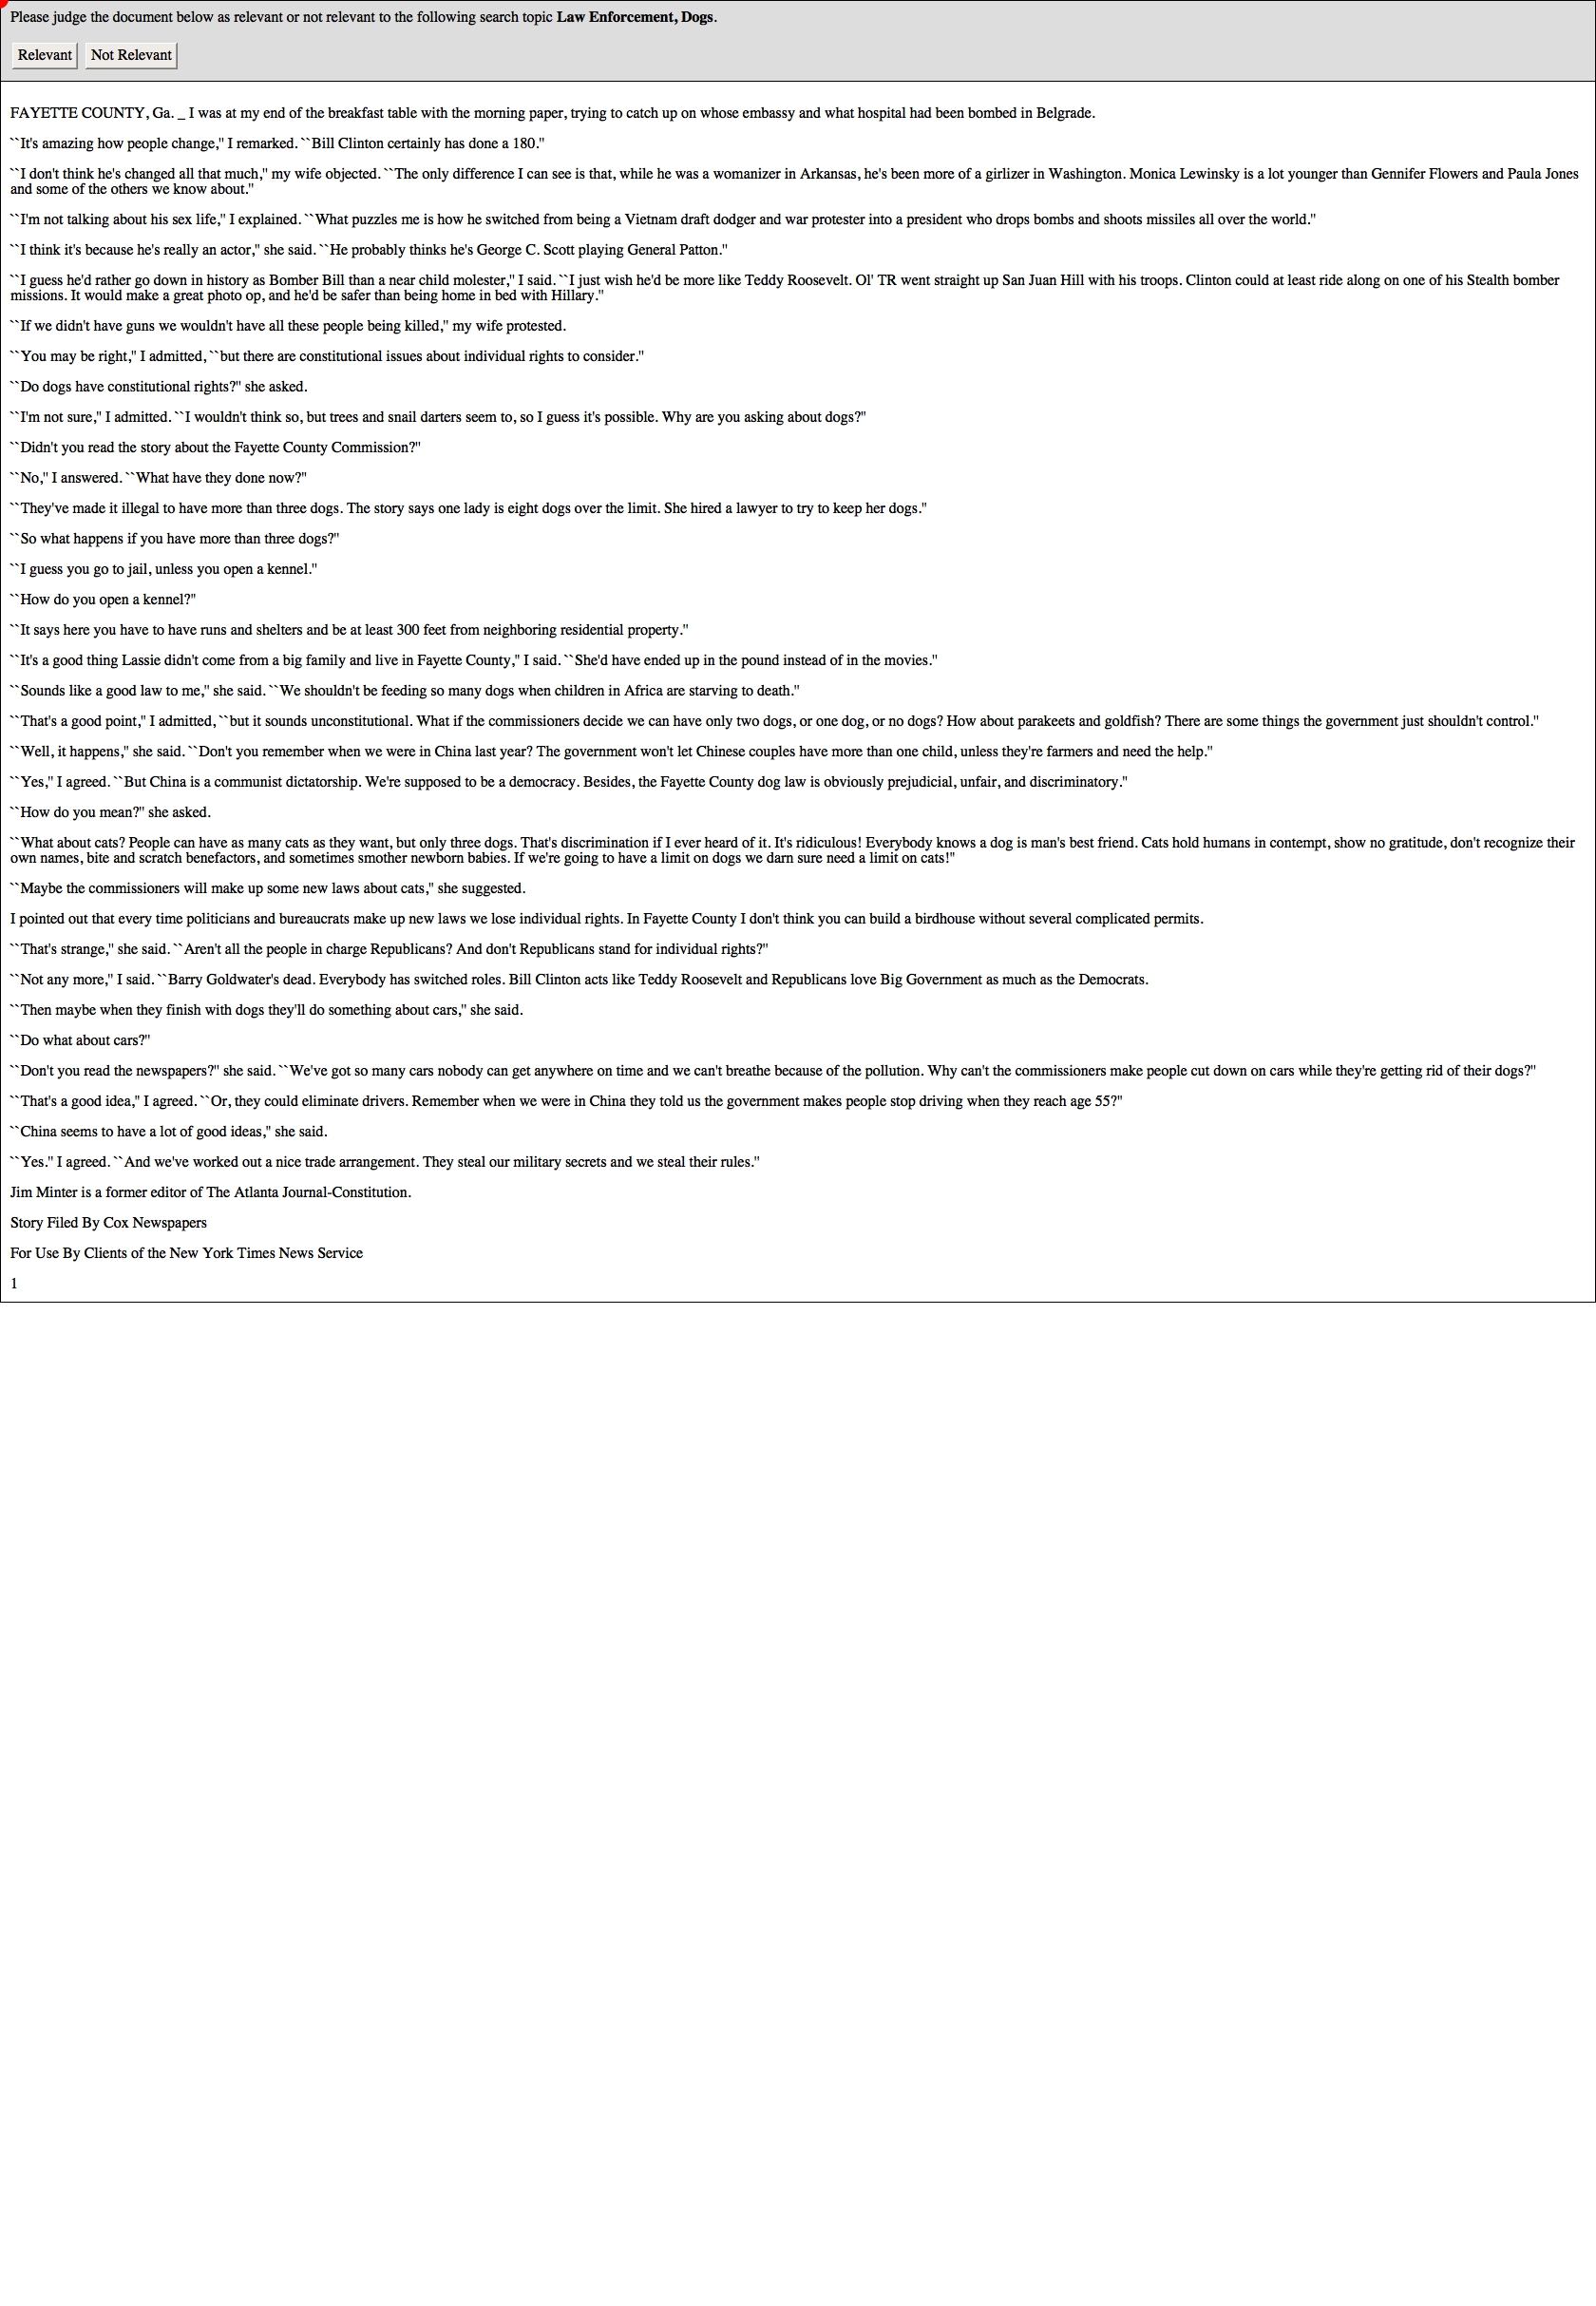 Please judge the document below as relevant or not relevant to the following search topic Law Enforcement, Dogs.
Relevant Not Relevant
FAYETTE COUNTY, Ga. _ I was at my end of the breakfast table with the morning paper, trying to catch up on whose embassy and what hospital had been bombed in Belgrade.
``It's amazing how people change,'' I remarked. ``Bill Clinton certainly has done a 180.''
``I don't think he's changed all that much,'' my wife objected. ``The only difference I can see is that, while he was a womanizer in Arkansas, he's been more of a girlizer in Washington. Monica Lewinsky is a lot younger than Gennifer Flowers and Paula Jones
and some of the others we know about.''
``I'm not talking about his sex life,'' I explained. ``What puzzles me is how he switched from being a Vietnam draft dodger and war protester into a president who drops bombs and shoots missiles all over the world.''
``I think it's because he's really an actor,'' she said. ``He probably thinks he's George C. Scott playing General Patton.''
``I guess he'd rather go down in history as Bomber Bill than a near child molester,'' I said. ``I just wish he'd be more like Teddy Roosevelt. Ol' TR went straight up San Juan Hill with his troops. Clinton could at least ride along on one of his Stealth bomber
missions. It would make a great photo op, and he'd be safer than being home in bed with Hillary.''
``If we didn't have guns we wouldn't have all these people being killed,'' my wife protested.
``You may be right,'' I admitted, ``but there are constitutional issues about individual rights to consider.''
``Do dogs have constitutional rights?'' she asked.
``I'm not sure,'' I admitted. ``I wouldn't think so, but trees and snail darters seem to, so I guess it's possible. Why are you asking about dogs?''
``Didn't you read the story about the Fayette County Commission?''
``No,'' I answered. ``What have they done now?''
``They've made it illegal to have more than three dogs. The story says one lady is eight dogs over the limit. She hired a lawyer to try to keep her dogs.''
``So what happens if you have more than three dogs?''
``I guess you go to jail, unless you open a kennel.''
``How do you open a kennel?''
``It says here you have to have runs and shelters and be at least 300 feet from neighboring residential property.''
``It's a good thing Lassie didn't come from a big family and live in Fayette County,'' I said. ``She'd have ended up in the pound instead of in the movies.''
``Sounds like a good law to me,'' she said. ``We shouldn't be feeding so many dogs when children in Africa are starving to death.''
``That's a good point,'' I admitted, ``but it sounds unconstitutional. What if the commissioners decide we can have only two dogs, or one dog, or no dogs? How about parakeets and goldfish? There are some things the government just shouldn't control.''
``Well, it happens,'' she said. ``Don't you remember when we were in China last year? The government won't let Chinese couples have more than one child, unless they're farmers and need the help.''
``Yes,'' I agreed. ``But China is a communist dictatorship. We're supposed to be a democracy. Besides, the Fayette County dog law is obviously prejudicial, unfair, and discriminatory.''
``How do you mean?'' she asked.
``What about cats? People can have as many cats as they want, but only three dogs. That's discrimination if I ever heard of it. It's ridiculous! Everybody knows a dog is man's best friend. Cats hold humans in contempt, show no gratitude, don't recognize their
own names, bite and scratch benefactors, and sometimes smother newborn babies. If we're going to have a limit on dogs we darn sure need a limit on cats!''
``Maybe the commissioners will make up some new laws about cats,'' she suggested.
I pointed out that every time politicians and bureaucrats make up new laws we lose individual rights. In Fayette County I don't think you can build a birdhouse without several complicated permits.
``That's strange,'' she said. ``Aren't all the people in charge Republicans? And don't Republicans stand for individual rights?''
``Not any more,'' I said. ``Barry Goldwater's dead. Everybody has switched roles. Bill Clinton acts like Teddy Roosevelt and Republicans love Big Government as much as the Democrats.
``Then maybe when they finish with dogs they'll do something about cars,'' she said.
``Do what about cars?''
``Don't you read the newspapers?'' she said. ``We've got so many cars nobody can get anywhere on time and we can't breathe because of the pollution. Why can't the commissioners make people cut down on cars while they're getting rid of their dogs?''
``That's a good idea,'' I agreed. ``Or, they could eliminate drivers. Remember when we were in China they told us the government makes people stop driving when they reach age 55?''
``China seems to have a lot of good ideas,'' she said.
``Yes.'' I agreed. ``And we've worked out a nice trade arrangement. They steal our military secrets and we steal their rules.''
Jim Minter is a former editor of The Atlanta Journal-Constitution.
Story Filed By Cox Newspapers
For Use By Clients of the New York Times News Service
1